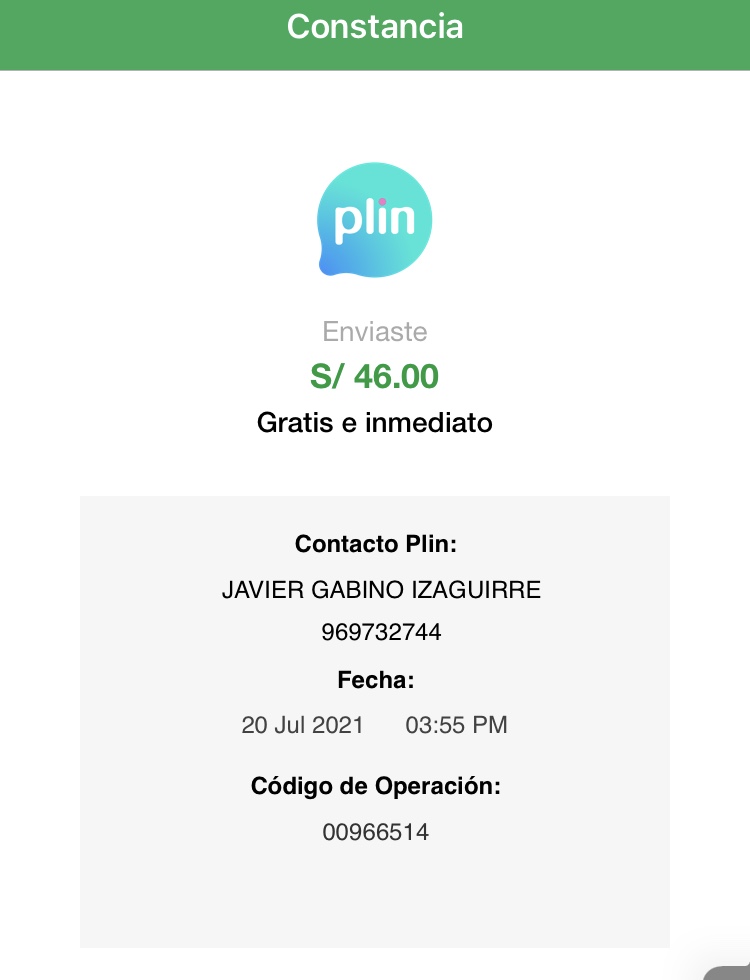 Constancia
plin
Enviaste
S/ 46.00
Gratis e inmediato
Contacto Plin:
JAVIER GABINO IZAGUIRRE
969732744
Fecha:
20 Jul 2021 03:55 PM
Código de Operación:
00966514